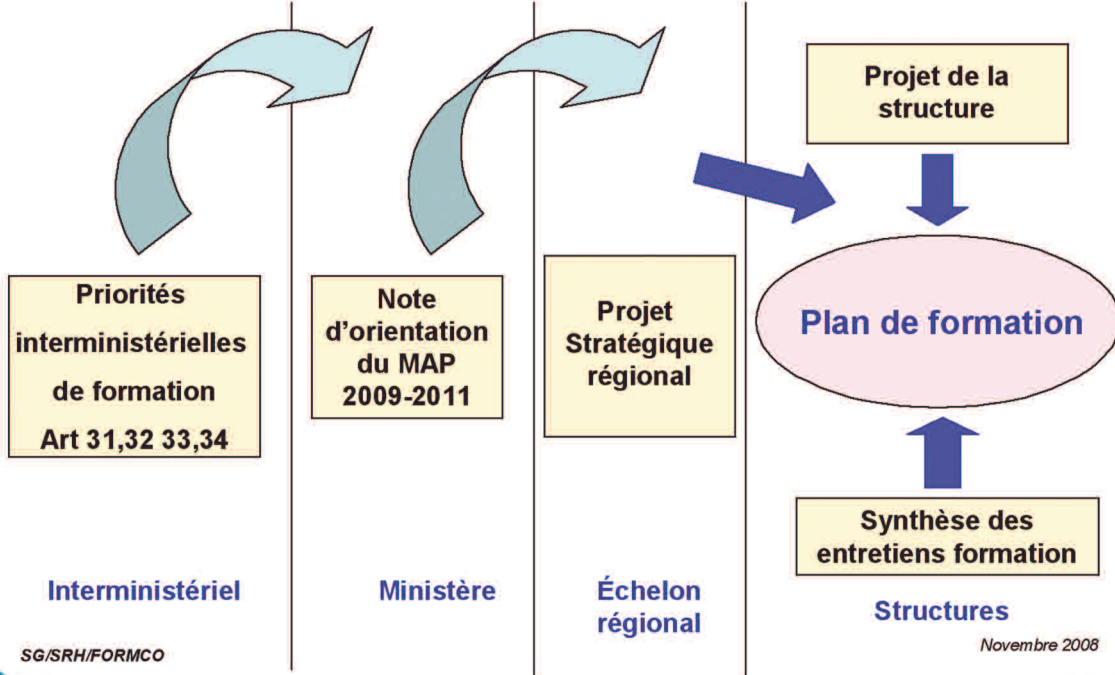 Priorités
interministérielles
de formation
Art 31,32 33,34
Note
d'orientation
du MAP
2009-2011
Projet
Stratégique
régional
Projet de la
structure
Plan de formation
Synthèse des
entretiens formation
Interministériel
Ministère
Échelon
régional
Structures
SG/SRH/FORMCO
Novembre 2008